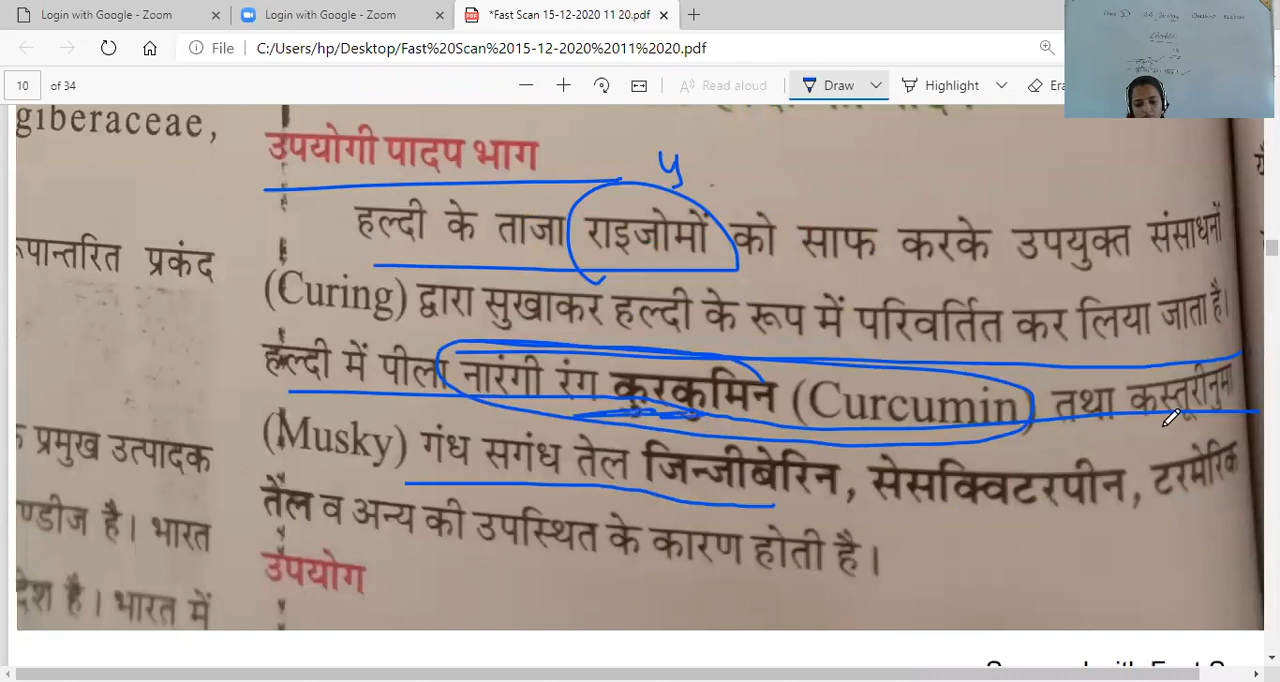 Login with Google - Zoom
Login with Google - Zoom
*Fast Scan 15-12-2020 11 20.pdf
File
C:/Users/hp/Desktop/Fast%20Scan%2015-12-2020%2011%2020.pdf
10 of 34
Read aloud
Draw
Highlight
giberaceae,
उपयोगी पादप भाग
हल्दी के ताजा राइजोमों को साफ करके उपयुक्त संसाधनों
(Curing) द्वारा सुखाकर हल्दी के रूप में परिवर्तित कर लिया जाता है।
हल्दी में पीला नारंगी रंग कुरकुमिन (Curcumin) तथा कस्तूरीनुमा
(Musky) गंध सगंध तेल जिन्जीबेरिन, सेसक्विटरपीन, टरमेरिक
तैल व अन्य की उपस्थित के कारण होती है।
उपयोग
रूपान्तरित प्रकंद
प्रमुख उत्पादक
है। भारत
है। भारत में